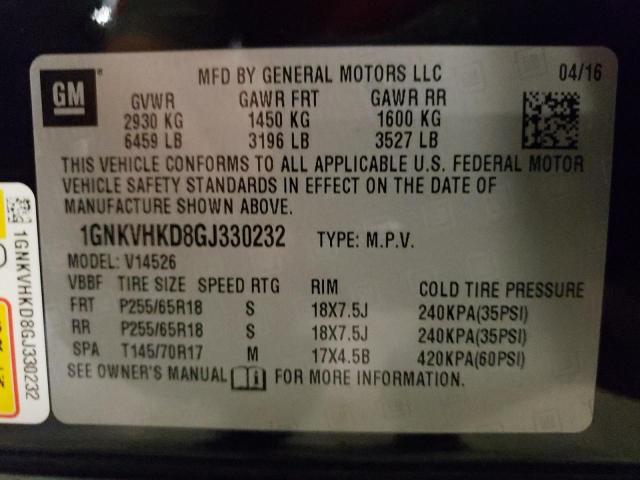 GM
MFD BY GENERAL MOTORS LLC
04/16
GVWR GAWR FRT GAWR RR
2930 KG 1450 KG 1600 KG
6459 LB 3196 LB 3527 LB
THIS VEHICLE CONFORMS TO ALL APPLICABLE U.S. FEDERAL MOTOR
VEHICLE SAFETY STANDARDS IN EFFECT ON THE DATE OF
MANUFACTURE SHOWN ABOVE.
1GNKVHKD8GJ330232 TYPE: M.P.V.
MODEL: V14526
VBBF TIRE SIZE SPEED RTG RIM COLD TIRE PRESSURE
FRT P255/65R18 S 18X7.5J 240KPA(35PSI)
RR P255/65R18 S 18X7.5J 240KPA(35PSI)
SPA T145/70R17 M 17X4.5B 420KPA(60PSI)
SEE OWNER'S MANUAL FOR MORE INFORMATION.
1GNKVHKD8GJ330232